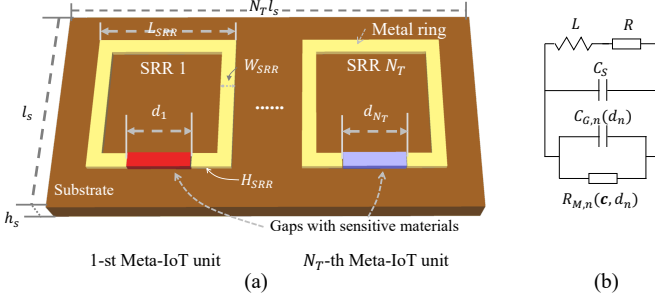 N_T l_s
L_SRR
Metal ring
SRR 1
W_SRR
SRR N_T
l_s
d_1
......
d_{N_T}
H_SRR
Substrate
h_s
Gaps with sensitive materials
1-st Meta-IoT unit
N_T-th Meta-IoT unit
(a)
L
R
C_S
C_{G,n}(d_n)
R_{M,n}(c, d_n)
(b)